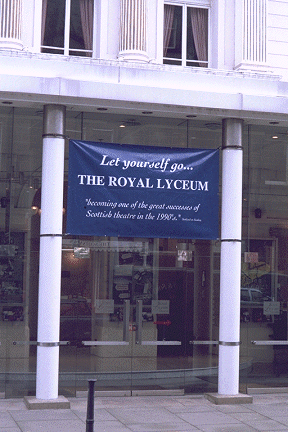 Let yourself go...
THE ROYAL LYCEUM
"becoming one of the great successes of
Scottish theatre in the 1990's."